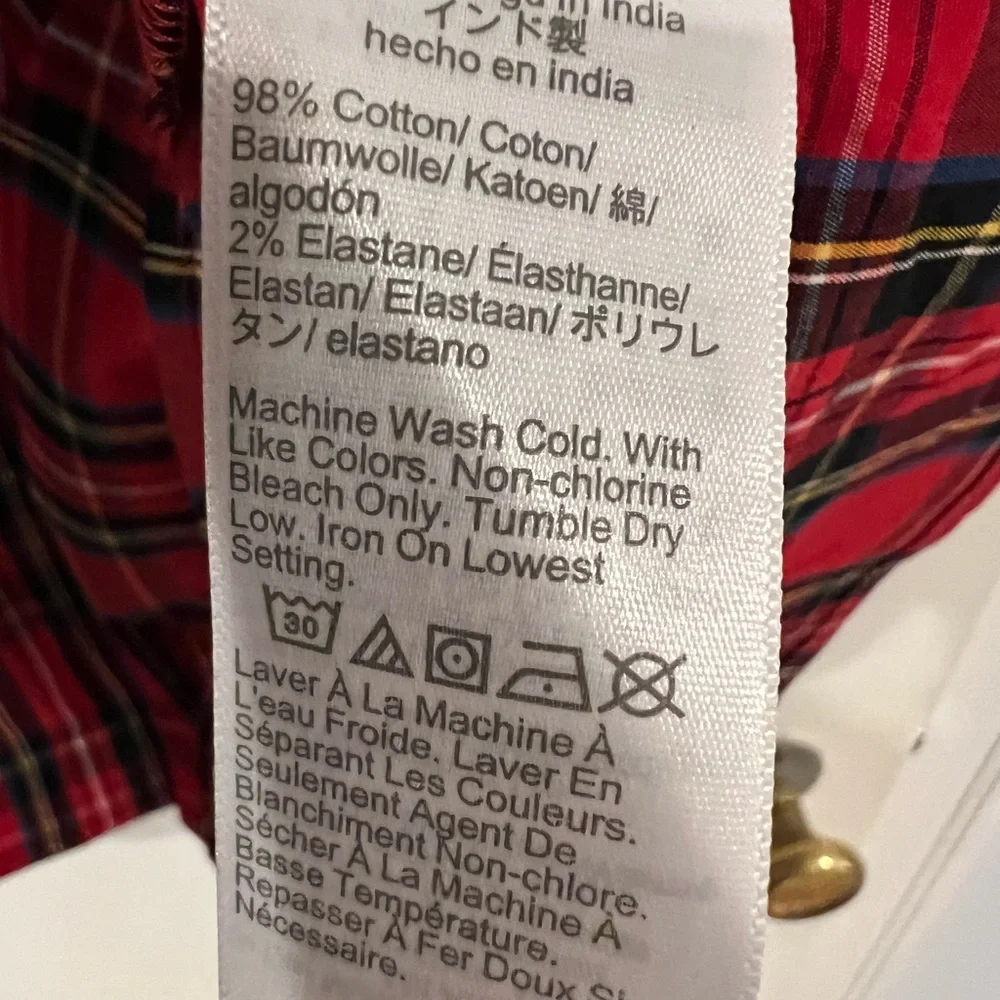 in India
インド製
hecho en india
98% Cotton/ Coton/
Baumwolle/ Katoen/ 綿/
algodón
2% Elastane/ Élasthanne/
Elastan/ Elastaan/ ポリウレ
タン/ elastano
Machine Wash Cold. With
Like Colors. Non-chlorine
Bleach Only. Tumble Dry
Low. Iron On Lowest
Setting.
30
Laver À La Machine À
L'eau Froide. Laver En
Séparant Les Couleurs.
Seulement Agent De
Blanchiment Non-chlore.
Sécher À La Machine À
Basse Température.
Repasser À Fer Doux Si
Nécessaire.